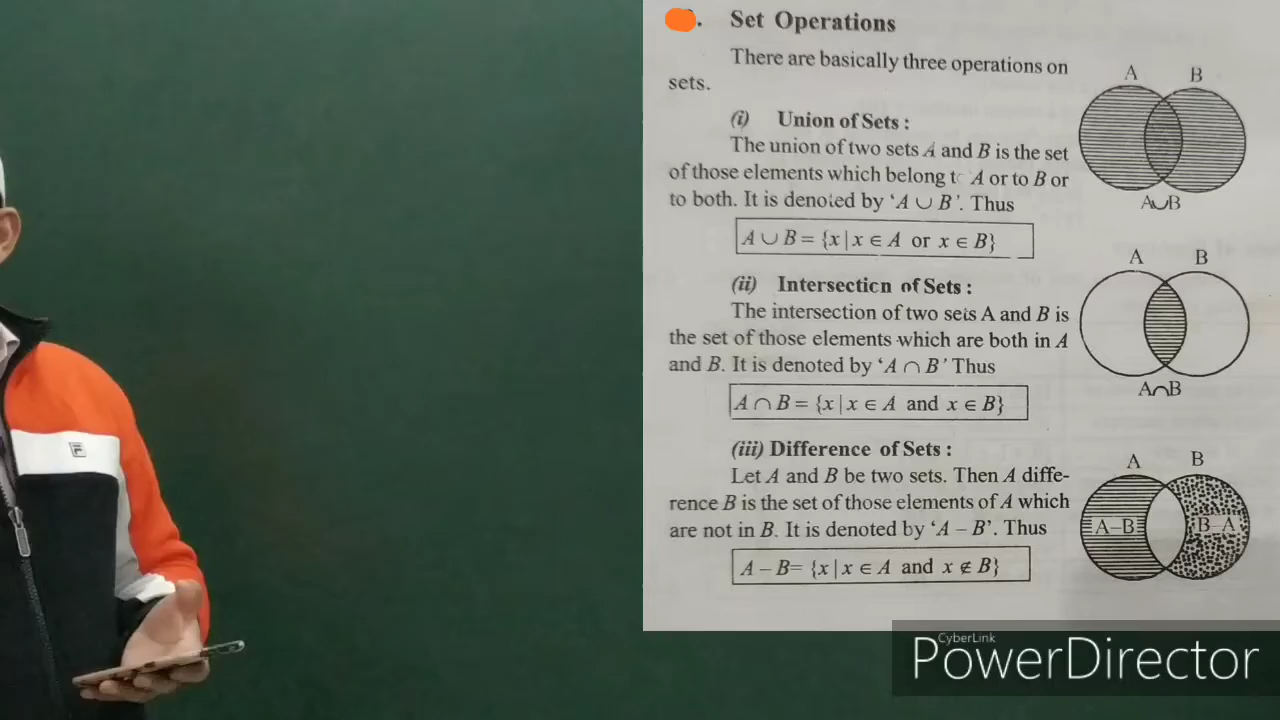 . Set Operations
There are basically three operations on
sets.
(i) Union of Sets :
The union of two sets A and B is the set
of those elements which belong t A or to B or
to both. It is denoted by ‘A ∪ B’. Thus
A ∪ B = {x | x ∈ A or x ∈ B}
A B
A∪B
(ii) Intersection of Sets :
The intersection of two sets A and B is
the set of those elements which are both in A
and B. It is denoted by ‘A ∩ B’ Thus
A ∩ B = {x | x ∈ A and x ∈ B}
A B
A∩B
(iii) Difference of Sets :
Let A and B be two sets. Then A diffe-
rence B is the set of those elements of A which
are not in B. It is denoted by ‘A – B’. Thus
A – B= {x | x ∈ A and x ∉ B}
A B
A–B B–A
F
CyberLink
PowerDirector